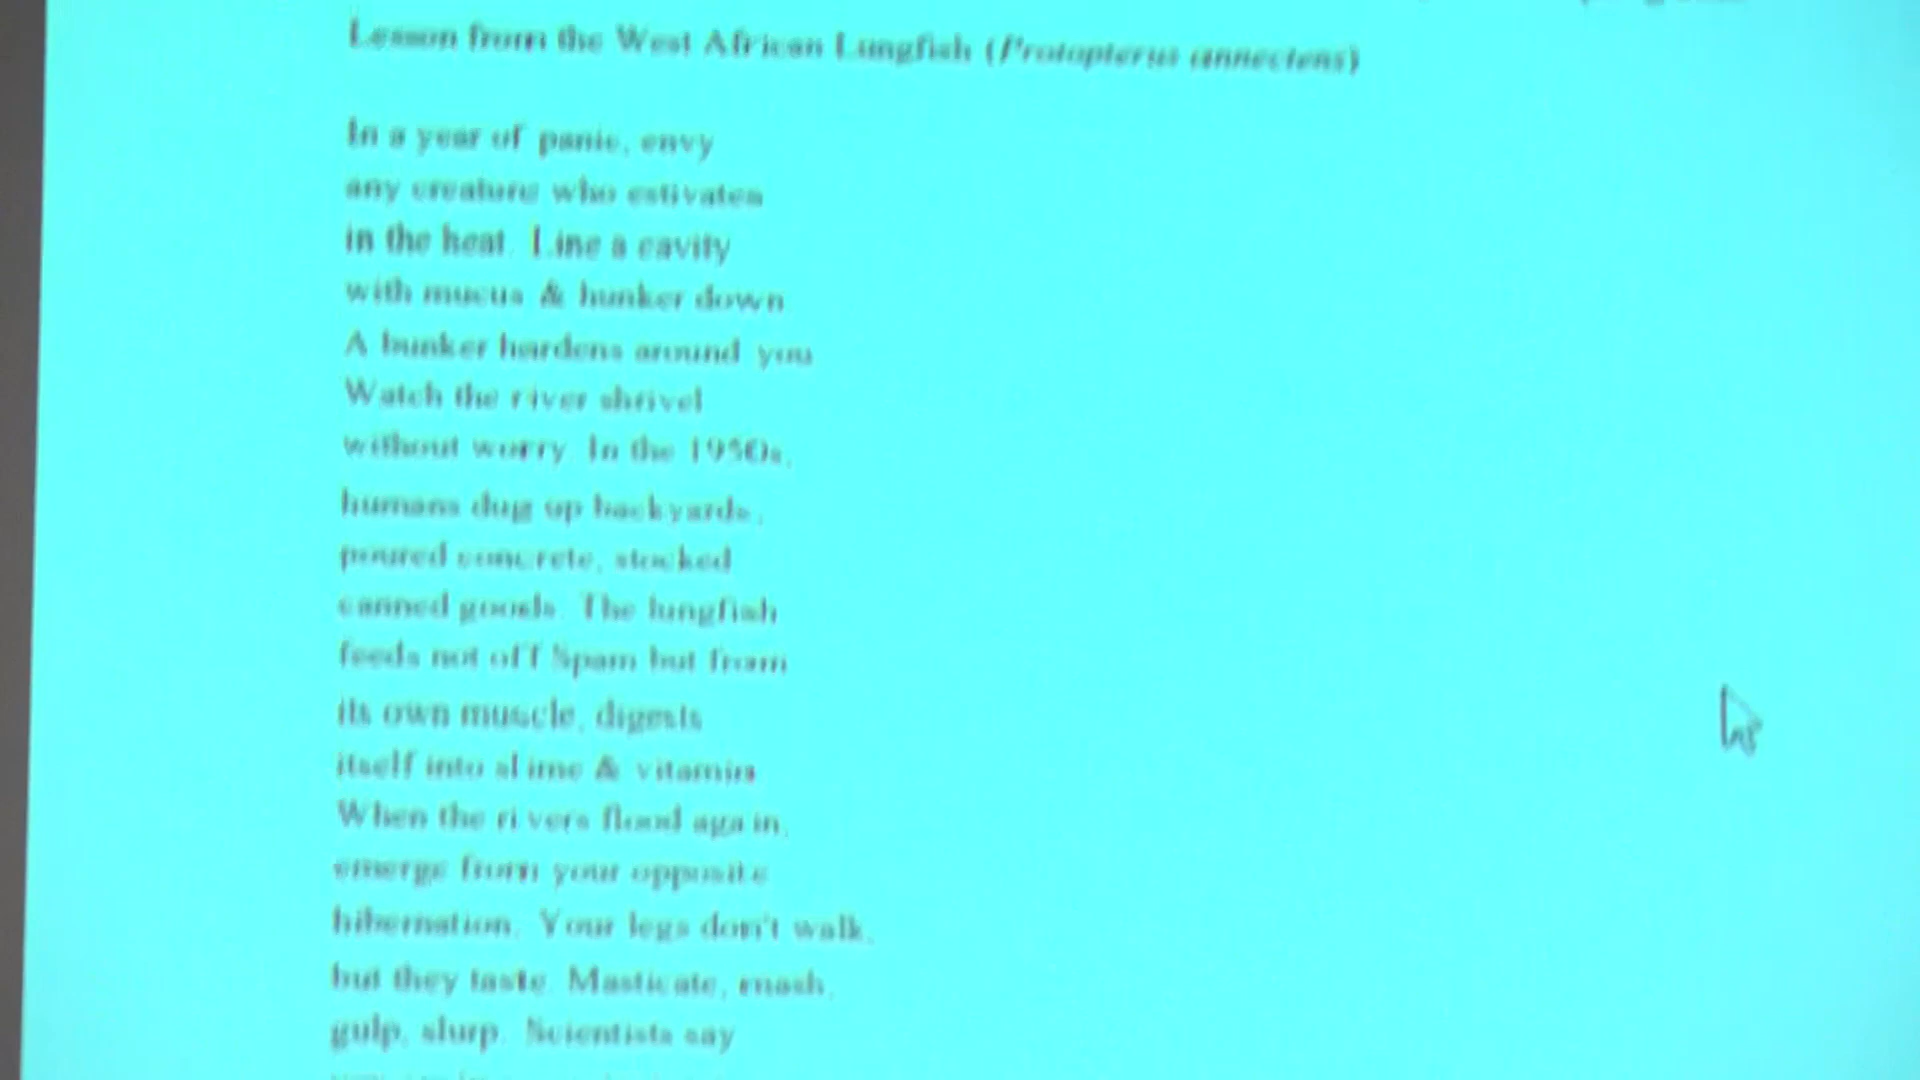 Lesson from the West African Lungfish (Protopterus annectens)
In a year of panic, envy
any creature who estivates
in the heat. Line a cavity
with mucus & hunker down
A bunker hardens around you
Watch the river shrivel
without worry. In the 1950s,
humans dug up backyards,
poured concrete, stocked
canned goods. The lungfish
feeds not off Spam but from
its own muscle, digests
itself into slime & vitamin
When the rivers flood again,
emerge from your opposite
hibernation. Your legs don't walk,
but they taste. Masticate, mash,
gulp, slurp. Scientists say